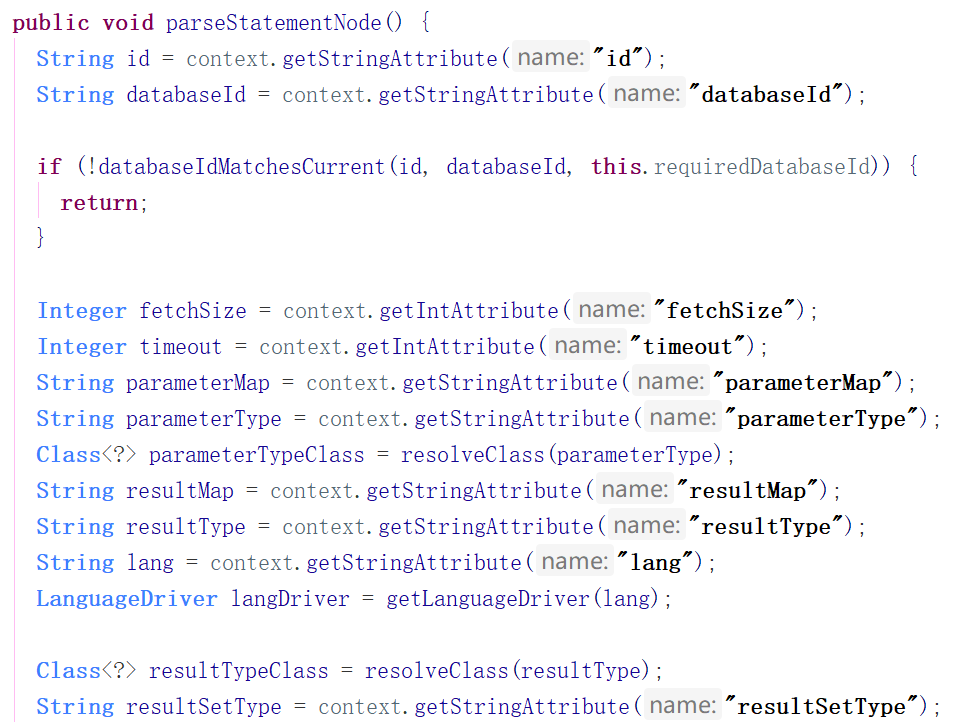 public void parseStatementNode() {
String id = context.getStringAttribute( name: "id");
String databaseId = context.getStringAttribute( name: "databaseId");
if (!databaseIdMatchesCurrent(id, databaseId, this.requiredDatabaseId)) {
return;
}
Integer fetchSize = context.getIntAttribute( name: "fetchSize");
Integer timeout = context.getIntAttribute( name: "timeout");
String parameterMap = context.getStringAttribute( name: "parameterMap");
String parameterType = context.getStringAttribute( name: "parameterType");
Class<?> parameterTypeClass = resolveClass(parameterType);
String resultMap = context.getStringAttribute( name: "resultMap");
String resultType = context.getStringAttribute( name: "resultType");
String lang = context.getStringAttribute( name: "lang");
LanguageDriver langDriver = getLanguageDriver(lang);
Class<?> resultTypeClass = resolveClass(resultType);
String resultSetType = context.getStringAttribute( name: "resultSetType");